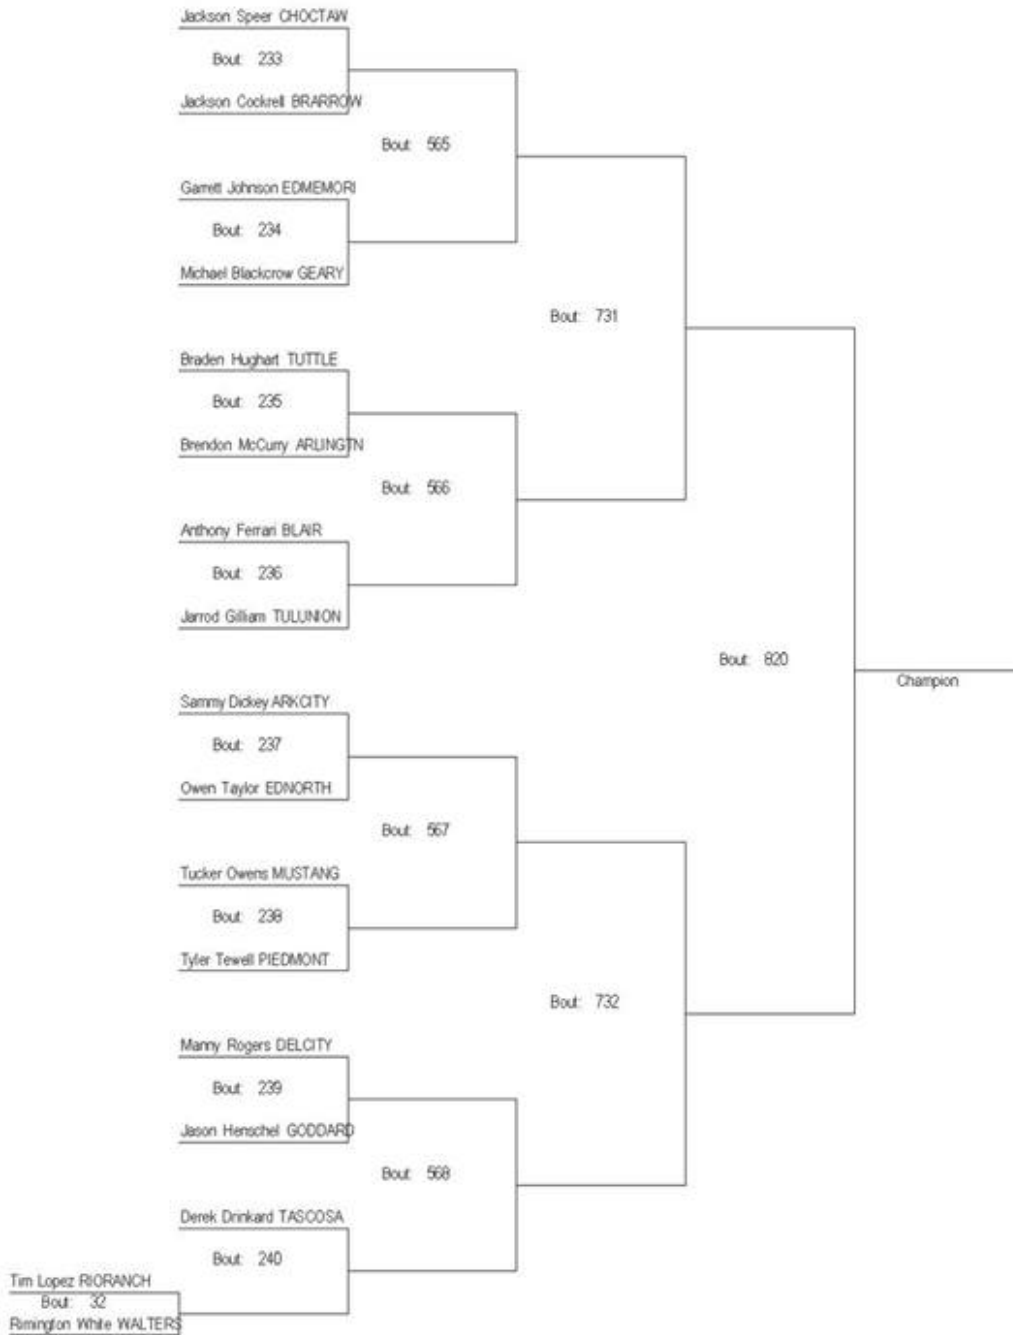 Jackson Speer CHOCTAW
Bout: 233
Jackson Cockrell BRARROW
Bout: 565
Garrett Johnson EDMEMORI
Bout: 234
Michael Blackcrow GEARY
Bout: 731
Braden Hughart TUTTLE
Bout: 235
Brendon McCurry ARLINGTN
Bout: 566
Anthony Ferrari BLAIR
Bout: 236
Jarrod Gilliam TULUNION
Bout: 820
Champion
Sammy Dickey ARKCITY
Bout: 237
Owen Taylor EDNORTH
Bout: 567
Tucker Owens MUSTANG
Bout: 238
Tyler Tewell PIEDMONT
Bout: 732
Manny Rogers DELCITY
Bout: 239
Jason Henschel GODDARD
Bout: 568
Derek Drinkard TASCOSA
Bout: 240
Tim Lopez RIORANCH
Bout: 32
Rimington White WALTERS